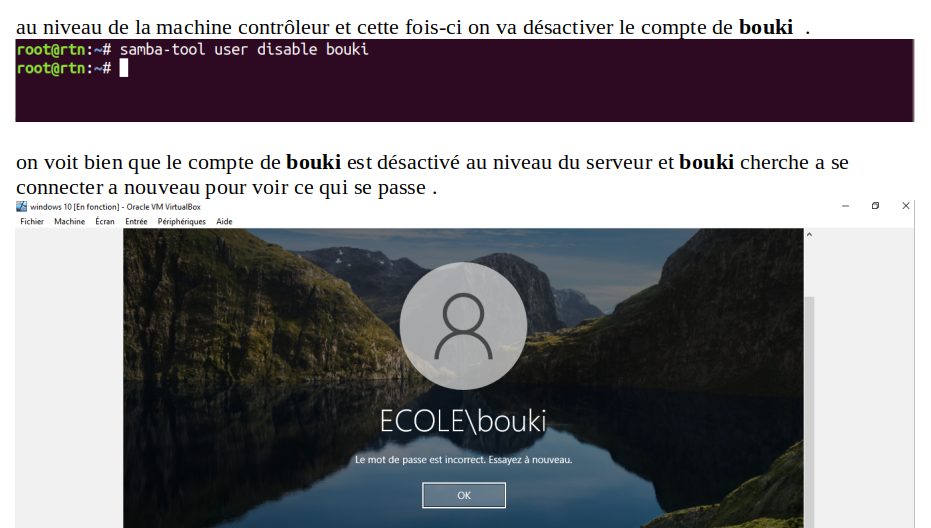 au niveau de la machine contrôleur et cette fois-ci on va désactiver le compte de bouki .
root@rtn:~# samba-tool user disable bouki
root@rtn:~#
on voit bien que le compte de bouki est désactivé au niveau du serveur et bouki cherche a se
connecter a nouveau pour voir ce qui se passe .
windows 10 [En fonction] - Oracle VM VirtualBox
Fichier Machine Écran Entrée Périphériques Aide
ECOLE\bouki
Le mot de passe est incorrect. Essayez à nouveau.
OK